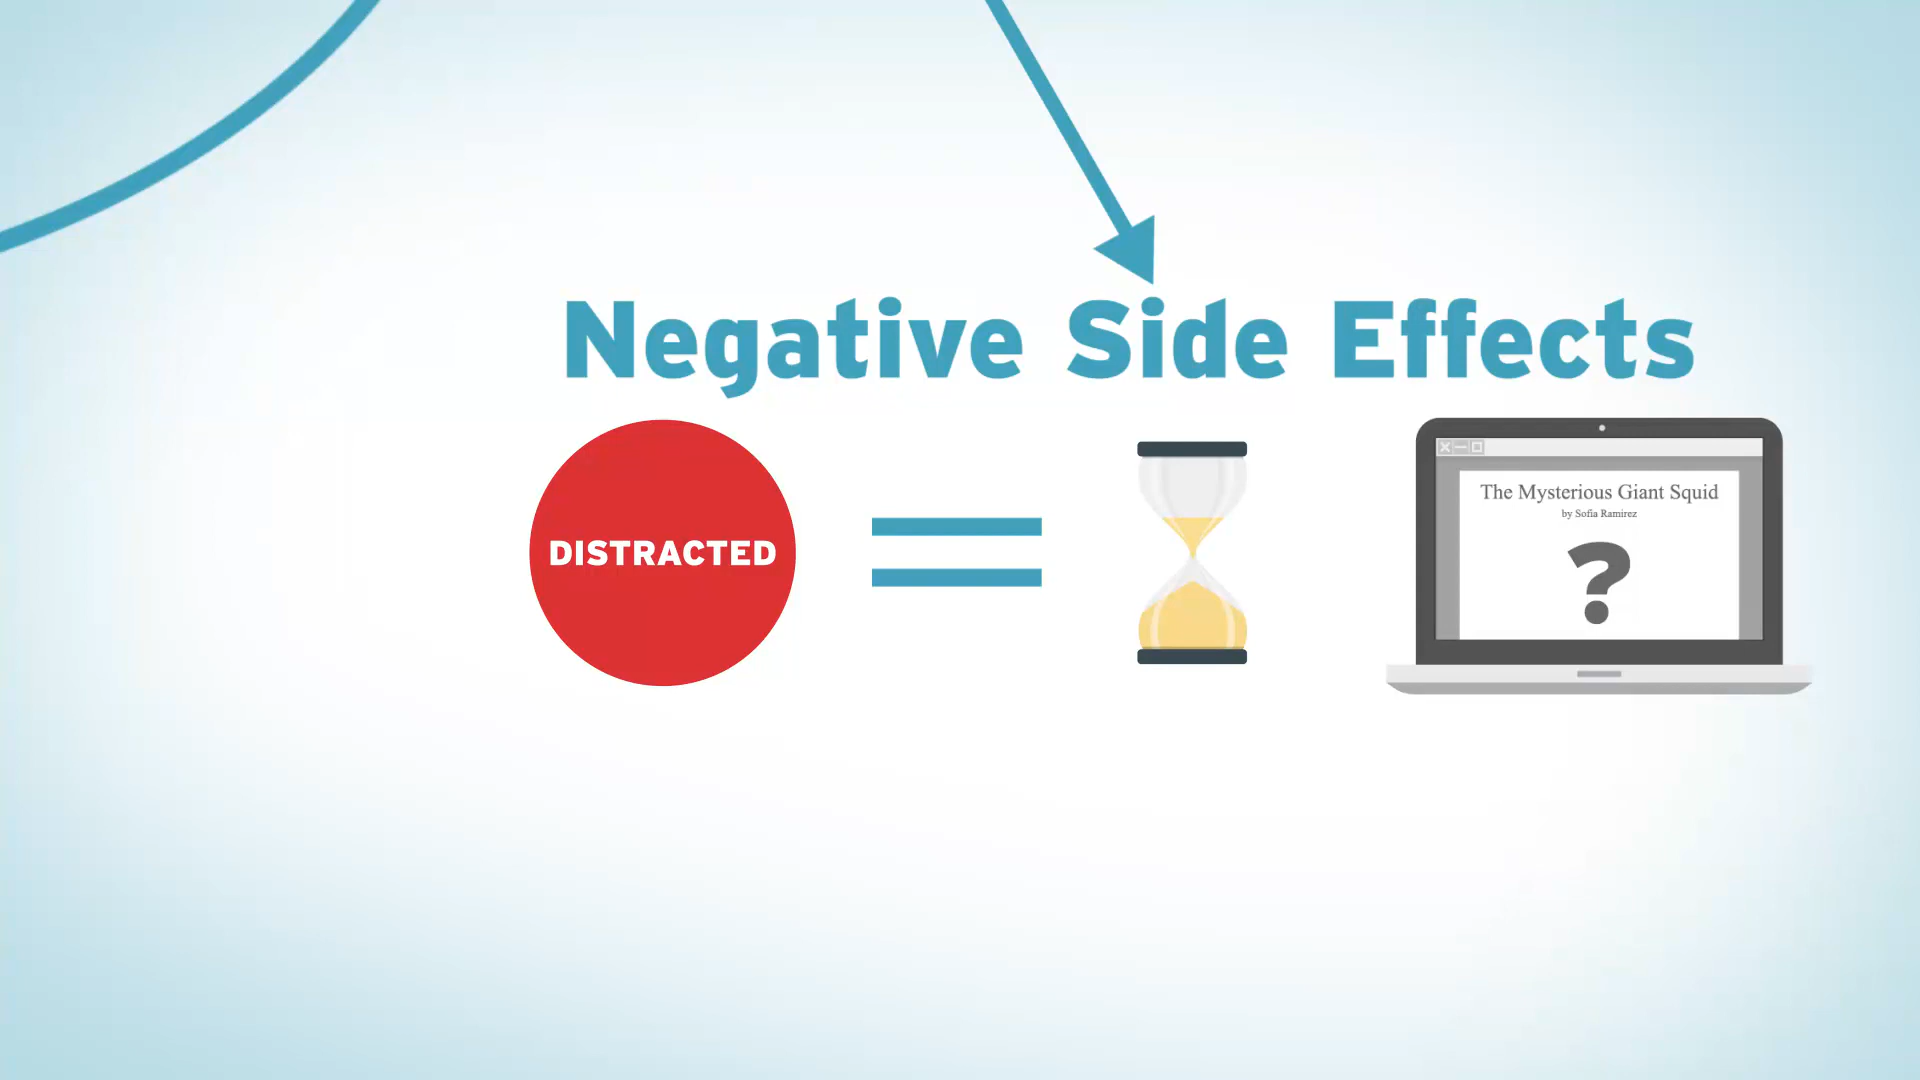 Negative Side Effects
DISTRACTED
The Mysterious Giant Squid
by Sofia Ramirez
?